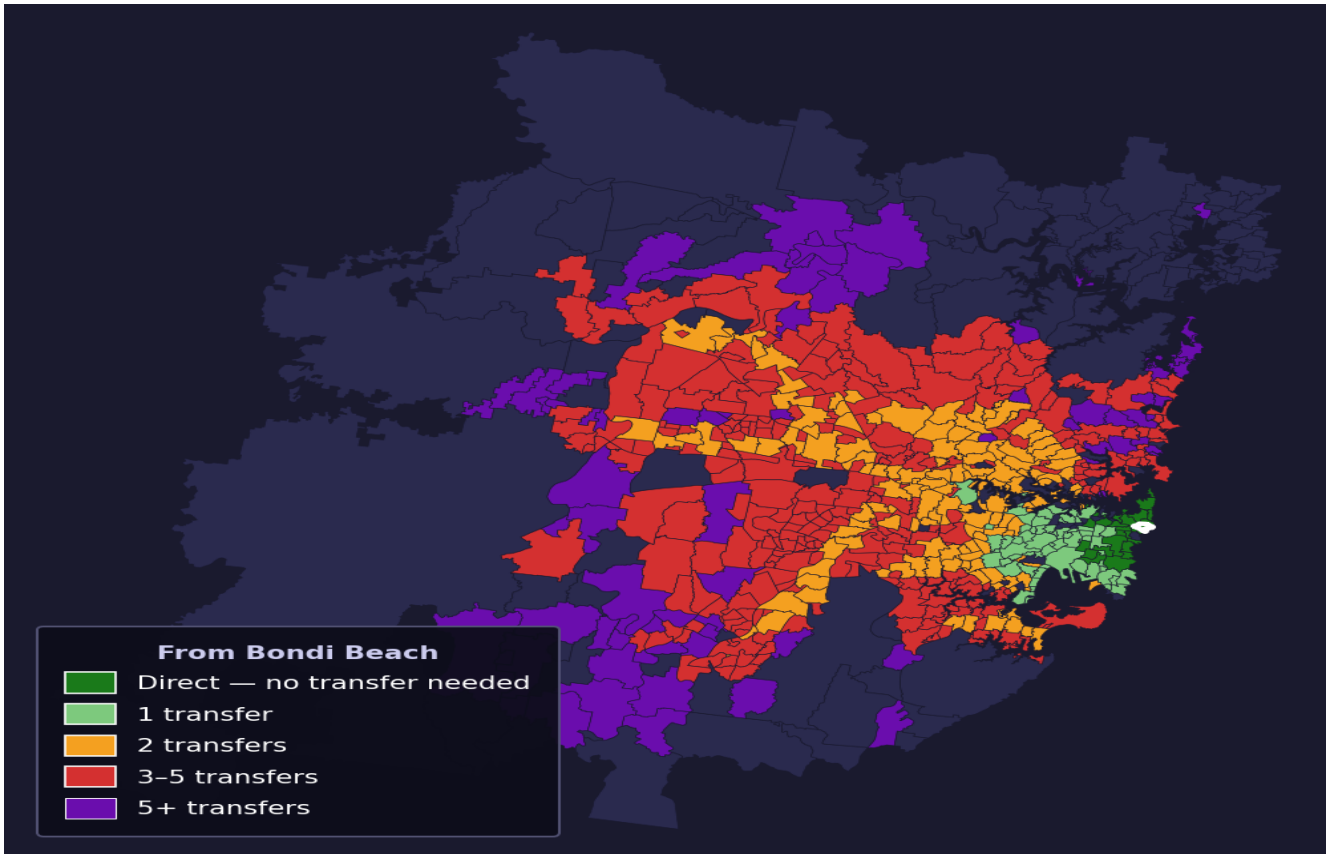 From Bondi Beach
Direct — no transfer needed
1 transfer
2 transfers
3–5 transfers
5+ transfers